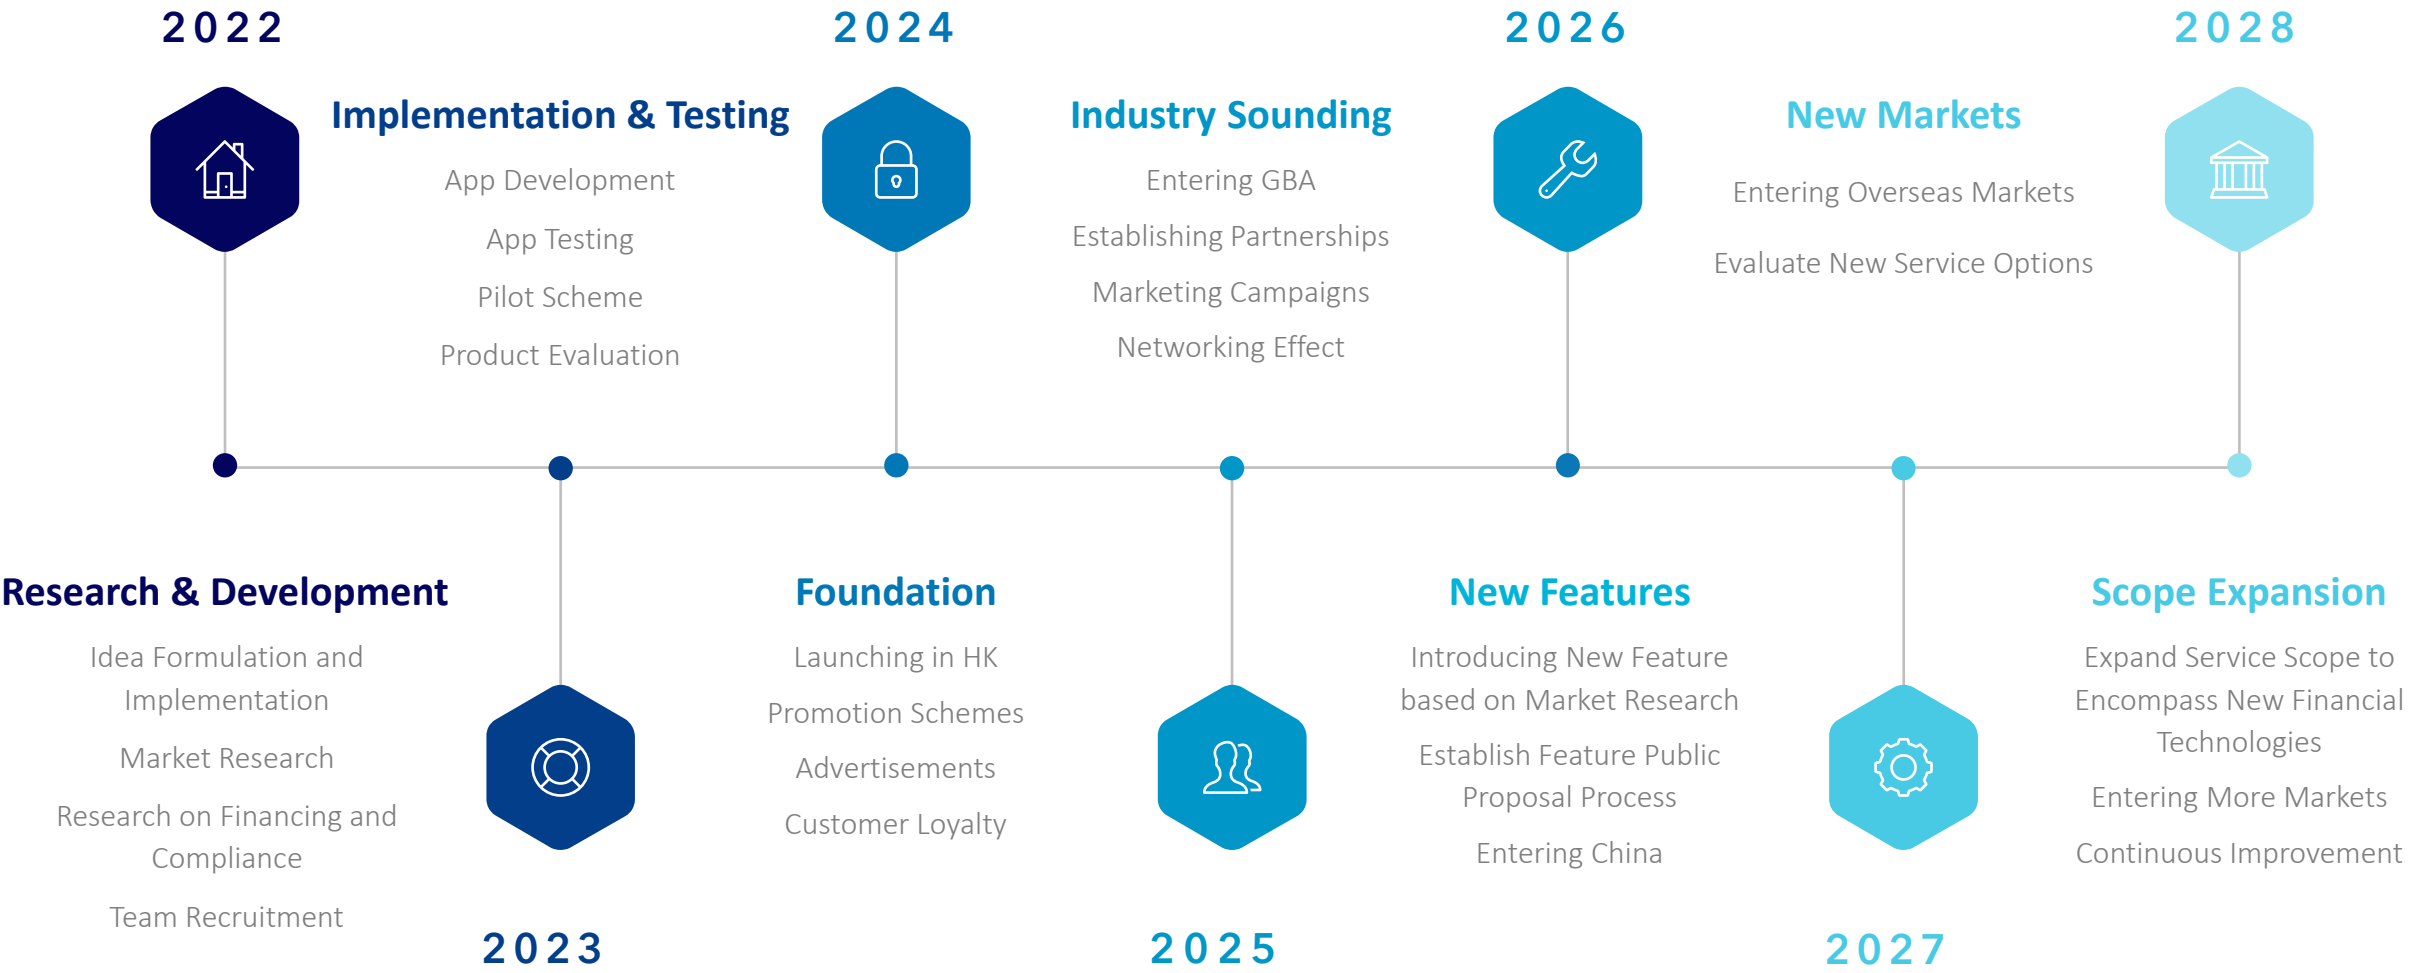 2022
Research & Development
Idea Formulation and
Implementation
Market Research
Research on Financing and
Compliance
Team Recruitment
Implementation & Testing
App Development
App Testing
Pilot Scheme
Product Evaluation
2023
2024
Foundation
Launching in HK
Promotion Schemes
Advertisements
Customer Loyalty
Industry Sounding
Entering GBA
Establishing Partnerships
Marketing Campaigns
Networking Effect
2025
2026
New Features
Introducing New Feature
based on Market Research
Establish Feature Public
Proposal Process
Entering China
New Markets
Entering Overseas Markets
Evaluate New Service Options
2027
2028
Scope Expansion
Expand Service Scope to
Encompass New Financial
Technologies
Entering More Markets
Continuous Improvement